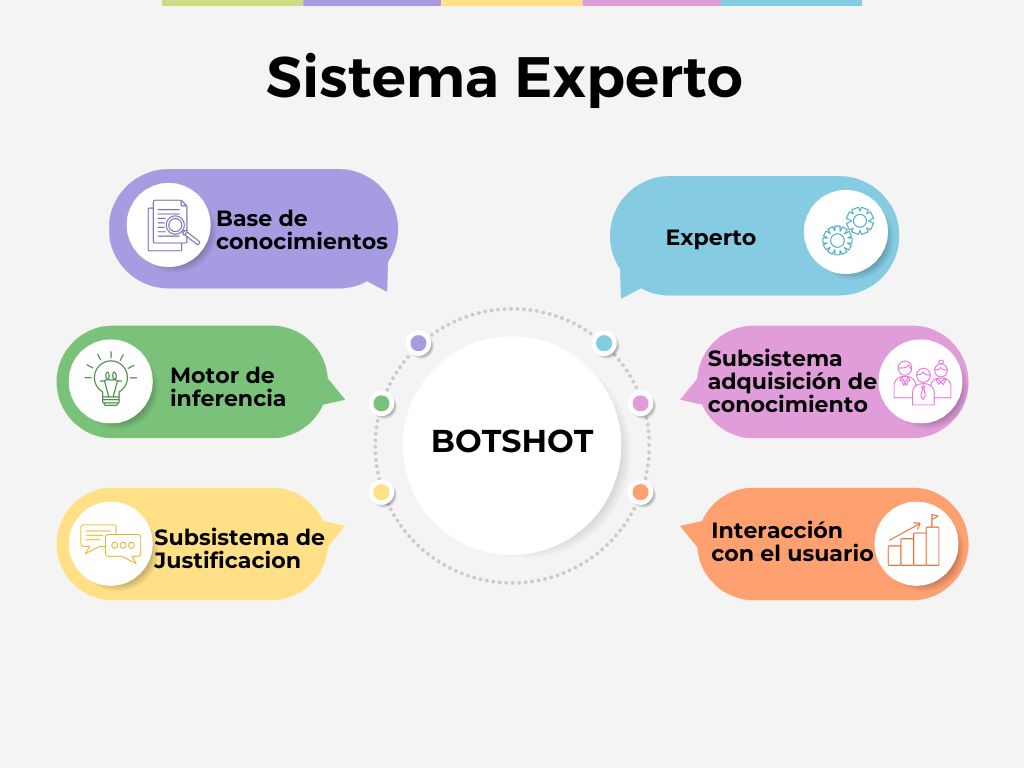 Sistema Experto
Base de
conocimientos
Experto
Motor de
inferencia
Subsistema
adquisición de
conocimiento
BOTSHOT
Subsistema de
Justificacion
Interacción
con el usuario